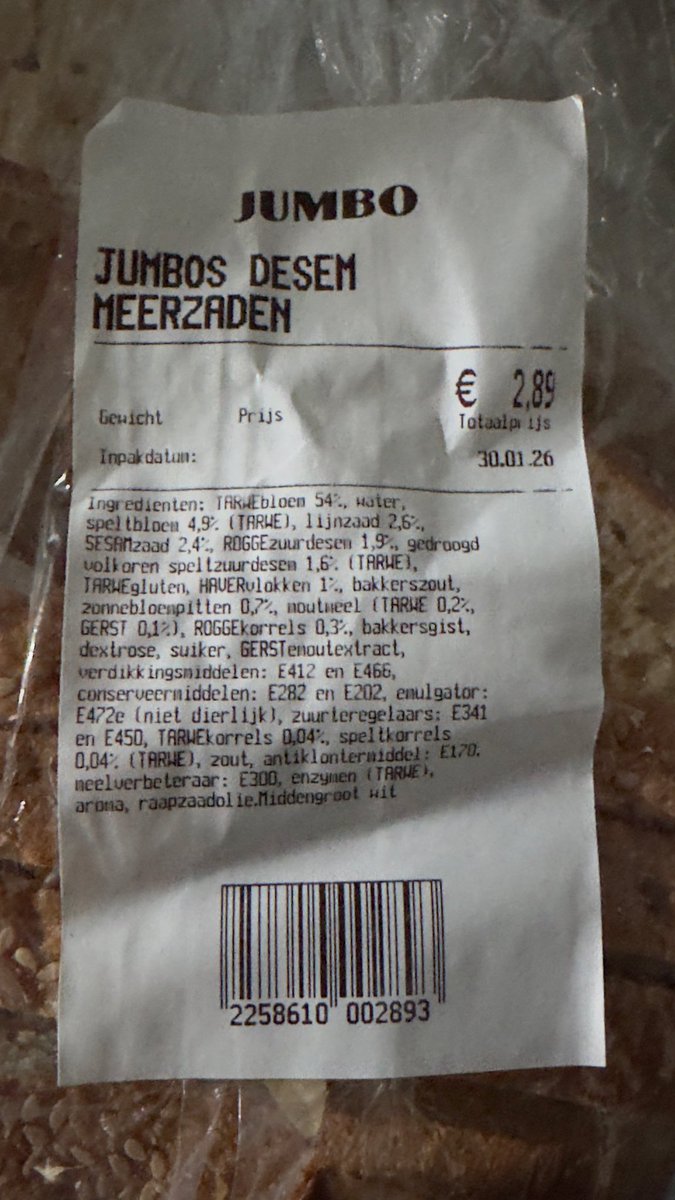 JUMBO
JUMBOS DESEM
MEERZADEN
€ 2,89
Gewicht Prijs Totaalprijs
Inpakdatum: 30.01.26
Ingredienten: TARWEbloem 54%, water,
speltbloem 4,9% (TARWE), lijnzaad 2,6%,
SESAMzaad 2,4%, ROGGEzuurdesem 1,9%, gedroogd
volkoren speltzuurdesem 1,6% (TARWE),
TARWEgluten, HAVERvlokken 1%, bakkerszout,
zonnebloempitten 0,7%, moutmeel (TARWE 0,2%,
GERST 0,1%), ROGGEkorrels 0,3%, bakkersgist,
dextrose, suiker, GERSTemoutextract,
verdikkingsmiddelen: E412 en E466,
conserveermiddelen: E282 en E202, emulgator:
E472e (niet dierlijk), zuurteregelaars: E341
en E450, TARWEkorrels 0,04%, speltkorrels
0,04% (TARWE), zout, antiklontermiddel: E170,
meelverbeteraar: E300, enzymen (TARWE),
aroma, raapzaadolie.Middengroot wit
2258610 002893